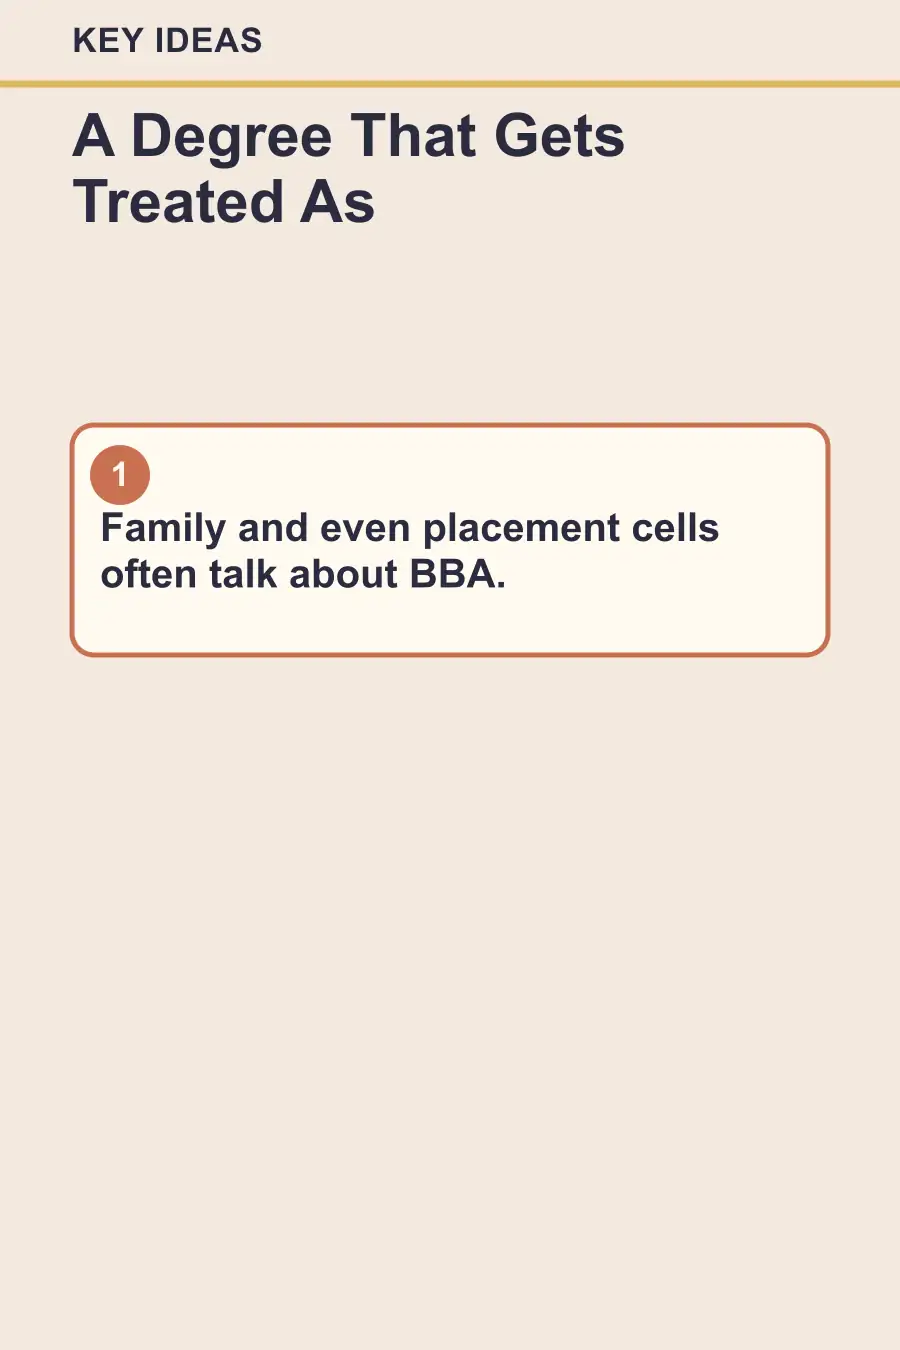 KEY IDEAS
A Degree That Gets
Treated As
1
Family and even placement cells
often talk about BBA.